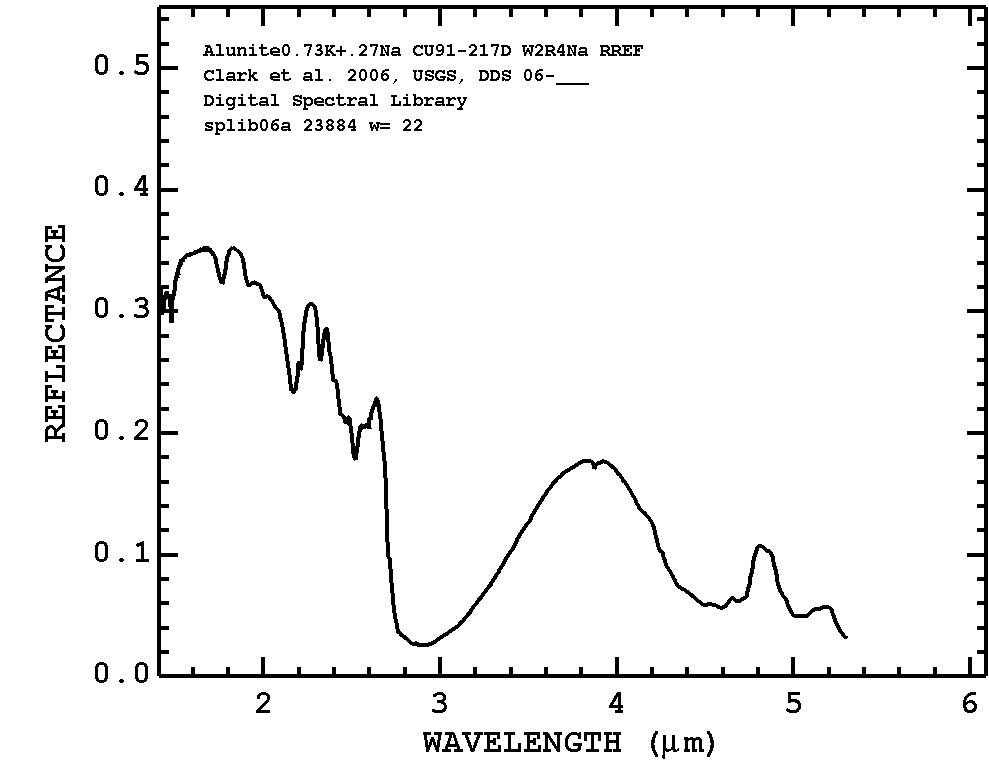 Alunite0.73K+.27Na CU91-217D W2R4Na RREF
Clark et al. 2006, USGS, DDS 06-___
Digital Spectral Library
splib06a 23884 w= 22
0.5
0.4
0.3
0.2
0.1
0.0
REFLECTANCE
2 3 4 5 6
WAVELENGTH (μm)